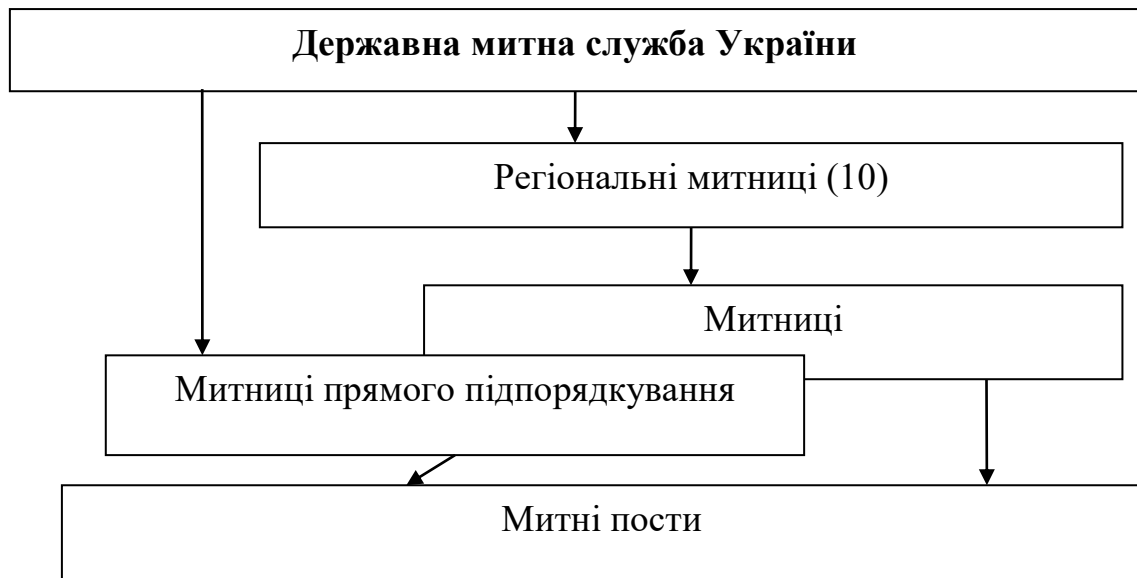 Державна митна служба України
Регіональні митниці (10)
Митниці
Митниці прямого підпорядкування
Митні пости